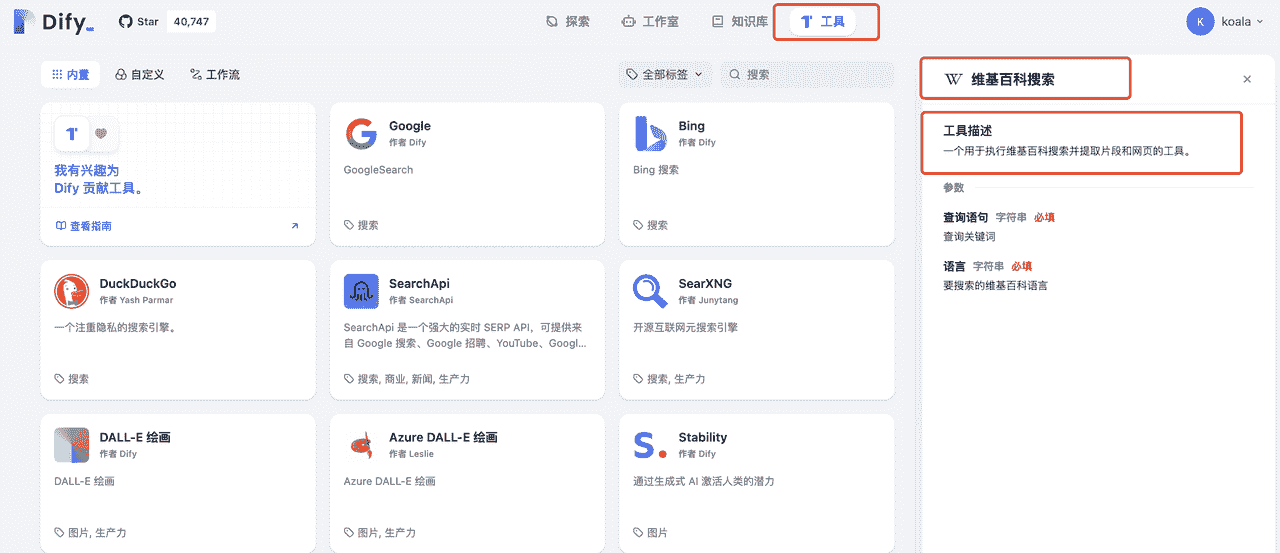 Dify
Star 40,747
探索
工作室
知识库
工具
K koala
内置
自定义
工作流
全部标签
搜索
我有兴趣为
Dify 贡献工具。
查看指南
Google
作者 Dify
GoogleSearch
搜索
Bing
作者 Dify
Bing 搜索
搜索
DuckDuckGo
作者 Yash Parmar
一个注重隐私的搜索引擎。
搜索
SearchApi
作者 SearchApi
SearchApi 是一个强大的实时 SERP API，可提供来
自 Google 搜索、Google 招聘、YouTube、Googl...
搜索, 商业, 新闻, 生产力
SearXNG
作者 Junytang
开源互联网元搜索引擎
搜索, 生产力
DALL-E 绘画
作者 Dify
DALL-E 绘画
图片, 生产力
Azure DALL-E 绘画
作者 Leslie
Azure DALL-E 绘画
图片, 生产力
Stability
作者 Dify
通过生成式 AI 激活人类的潜力
图片
W 维基百科搜索
工具描述
一个用于执行维基百科搜索并提取片段和网页的工具。
参数
查询语句 字符串 必填
查询关键词
语言 字符串 必填
要搜索的维基百科语言